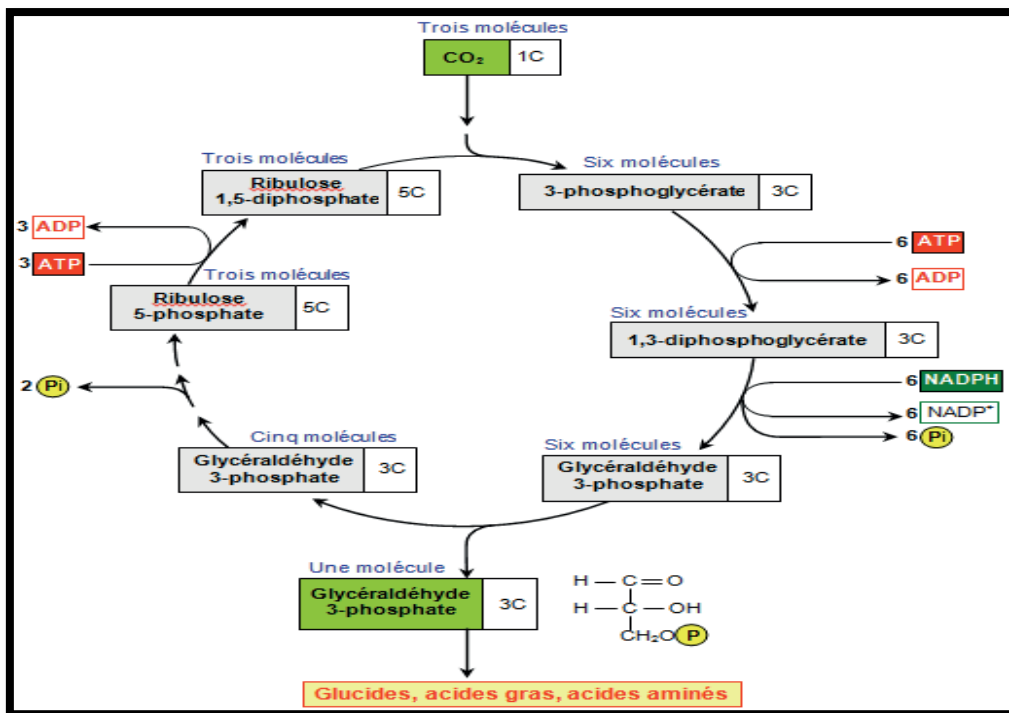 Trois molécules
CO₂ 1C
Trois molécules
Ribulose
1,5-diphosphate 5C
Six molécules
3-phosphoglycérate 3C
3 ADP
3 ATP
6 ATP
6 ADP
Trois molécules
Ribulose
5-phosphate 5C
Six molécules
1,3-diphosphoglycérate 3C
2 Pi
6 NADPH
6 NADP⁺
6 Pi
Cinq molécules
Glycéraldéhyde
3-phosphate 3C
Six molécules
Glycéraldéhyde
3-phosphate 3C
Une molécule
Glycéraldéhyde
3-phosphate 3C
H — C = O
H — C — OH
CH₂O P
Glucides, acides gras, acides aminés